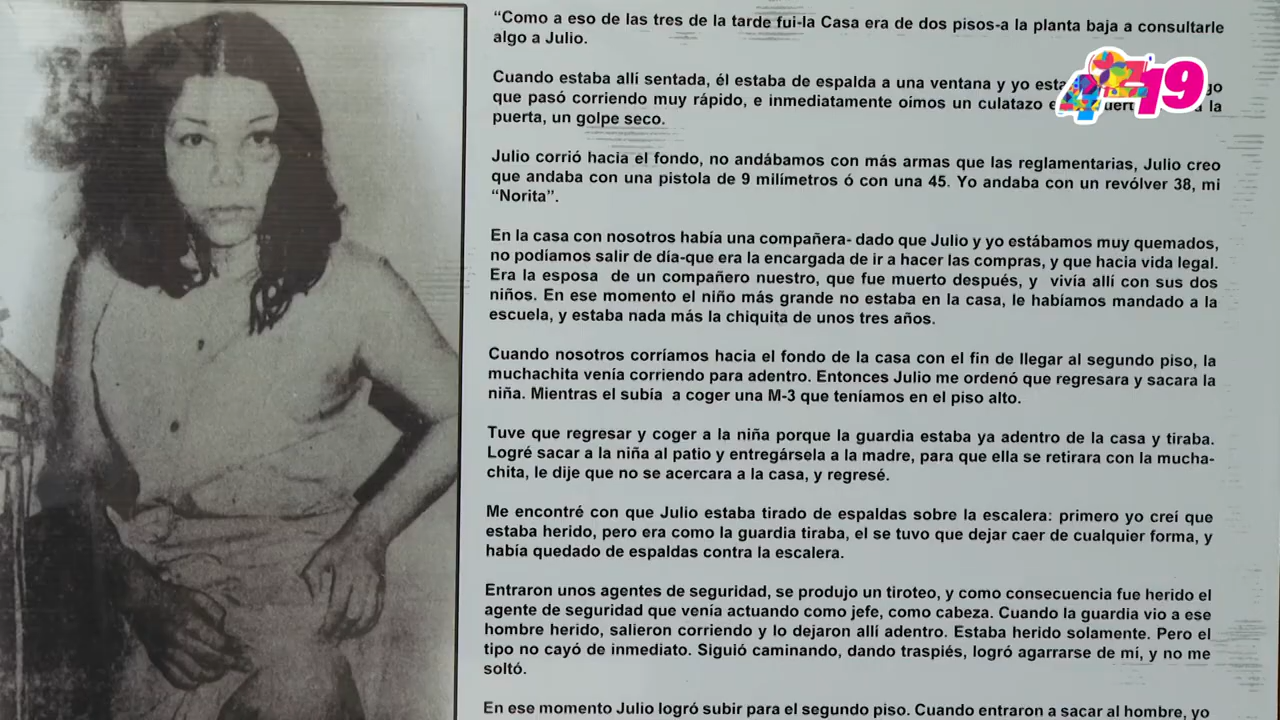 “Como a eso de las tres de la tarde fui-la Casa era de dos pisos-a la planta baja a consultarle
algo a Julio.
Cuando estaba allí sentada, él estaba de espalda a una ventana y yo
que pasó corriendo muy rápido, e inmediatamente oímos un culatazo a la
puerta, un golpe seco.
Julio corrió hacia el fondo, no andábamos con más armas que las reglamentarias, Julio creo
que andaba con una pistola de 9 milímetros ó con una 45. Yo andaba con un revólver 38, mi
“Norita”.
En la casa con nosotros había una compañera- dado que Julio y yo estábamos muy quemados,
no podíamos salir de día-que era la encargada de ir a hacer las compras, y que hacia vida legal.
Era la esposa de un compañero nuestro, que fue muerto después, y vivía allí con sus dos
niños. En ese momento el niño más grande no estaba en la casa, le habíamos mandado a la
escuela, y estaba nada más la chiquita de unos tres años.
Cuando nosotros corríamos hacia el fondo de la casa con el fin de llegar al segundo piso, la
muchachita venía corriendo para adentro. Entonces Julio me ordenó que regresara y sacara la
niña. Mientras el subía a coger una M-3 que teníamos en el piso alto.
Tuve que regresar y coger a la niña porque la guardia estaba ya adentro de la casa y tiraba.
Logré sacar a la niña al patio y entregársela a la madre, para que ella se retirara con la mucha-
chita, le dije que no se acercara a la casa, y regresé.
Me encontré con que Julio estaba tirado de espaldas sobre la escalera: primero yo creí que
estaba herido, pero era como la guardia tiraba, el se tuvo que dejar caer de cualquier forma, y
había quedado de espaldas contra la escalera.
Entraron unos agentes de seguridad, se produjo un tiroteo, y como consecuencia fue herido el
agente de seguridad que venía actuando como jefe, como cabeza. Cuando la guardia vio a ese
hombre herido, salieron corriendo y lo dejaron allí adentro. Estaba herido solamente. Pero el
tipo no cayó de inmediato. Siguió caminando, dando traspiés, logró agarrarse de mí, y no me
soltó.
En ese momento Julio logró subir para el segundo piso. Cuando entraron a sacar al hombre, yo
19